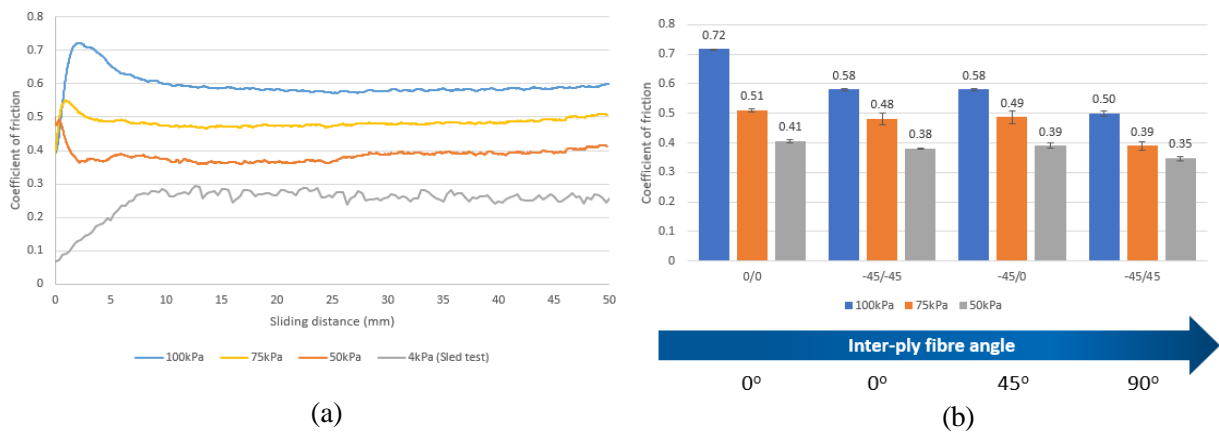 0.8
0.7
0.6
0.5
0.4
0.3
0.2
0.1
0
Coefficient of friction
0 5 10 15 20 25 30 35 40 45 50
Sliding distance (mm)
100kPa 75kPa 50kPa 4kPa (Sled test)
(a)
0.8
0.7
0.6
0.5
0.4
0.3
0.2
0.1
0
Coefficient of friction
0.72 0.51 0.41 0.58 0.48 0.38 0.58 0.49 0.39 0.50 0.39 0.35
0/0 -45/-45 -45/0 -45/45
100kPa 75kPa 50kPa
Inter-ply fibre angle
0° 0° 45° 90°
(b)